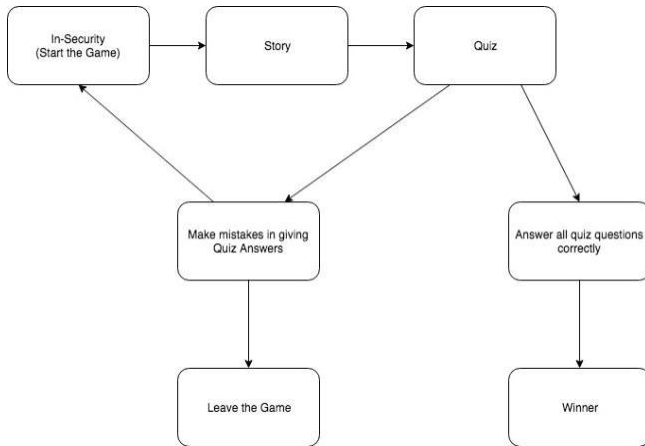 In-Security
(Start the Game)
Story
Quiz
Make mistakes in giving
Quiz Answers
Answer all quiz questions
correctly
Leave the Game
Winner